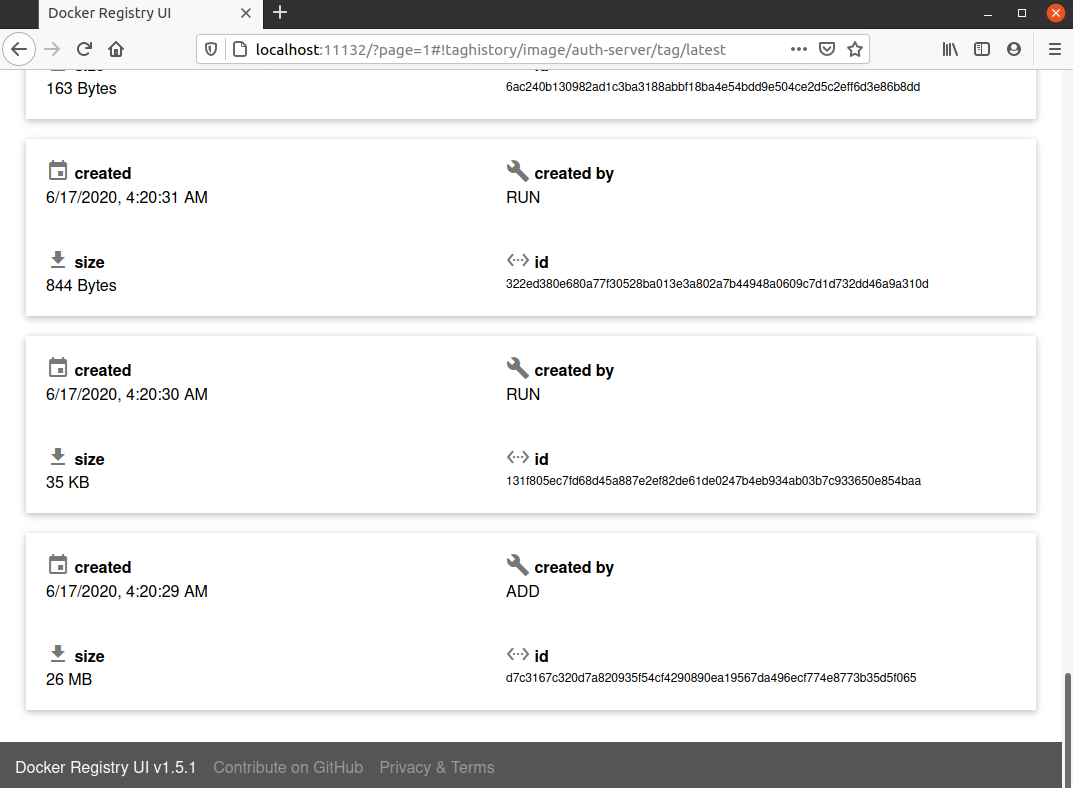 Docker Registry UI
localhost:11132/?page=1#!taghistory/image/auth-server/tag/latest
163 Bytes
6ac240b130982ad1c3ba3188abbf18ba4e54bdd9e504ce2d5c2eff6d3e86b8dd
created
created by
6/17/2020, 4:20:31 AM
RUN
size
id
844 Bytes
322ed380e680a77f30528ba013e3a802a7b44948a0609c7d1d732dd46a9a310d
created
created by
6/17/2020, 4:20:30 AM
RUN
size
id
35 KB
131f805ec7fd68d45a887e2ef82de61de0247b4eb934ab03b7c933650e854baa
created
created by
6/17/2020, 4:20:29 AM
ADD
size
id
26 MB
d7c3167c320d7a820935f54cf4290890ea19567da496ecf774e8773b35d5f065
Docker Registry UI v1.5.1 Contribute on GitHub Privacy & Terms